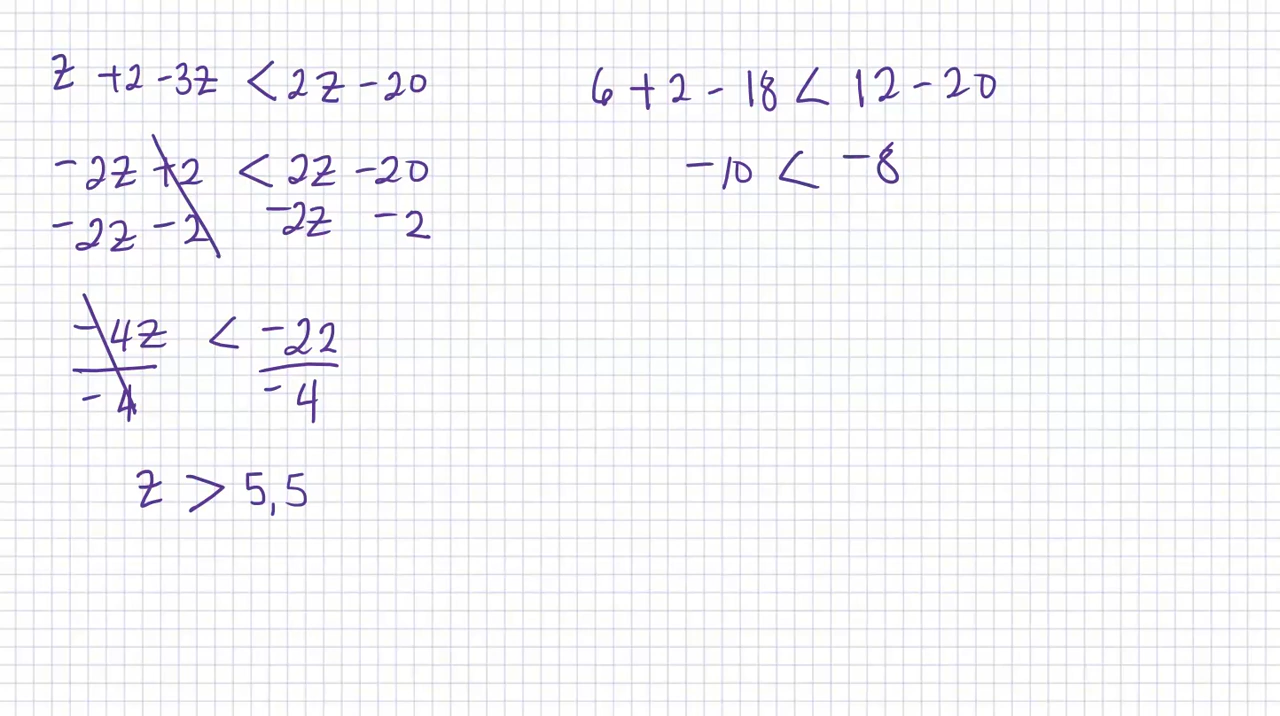 z + 2 - 3z < 2z - 20
-2z + 2 < 2z - 20
-2z - 2 -2z -2
-4z < -22
-4 -4
z > 5,5
6 + 2 - 18 < 12 - 20
-10 < -8